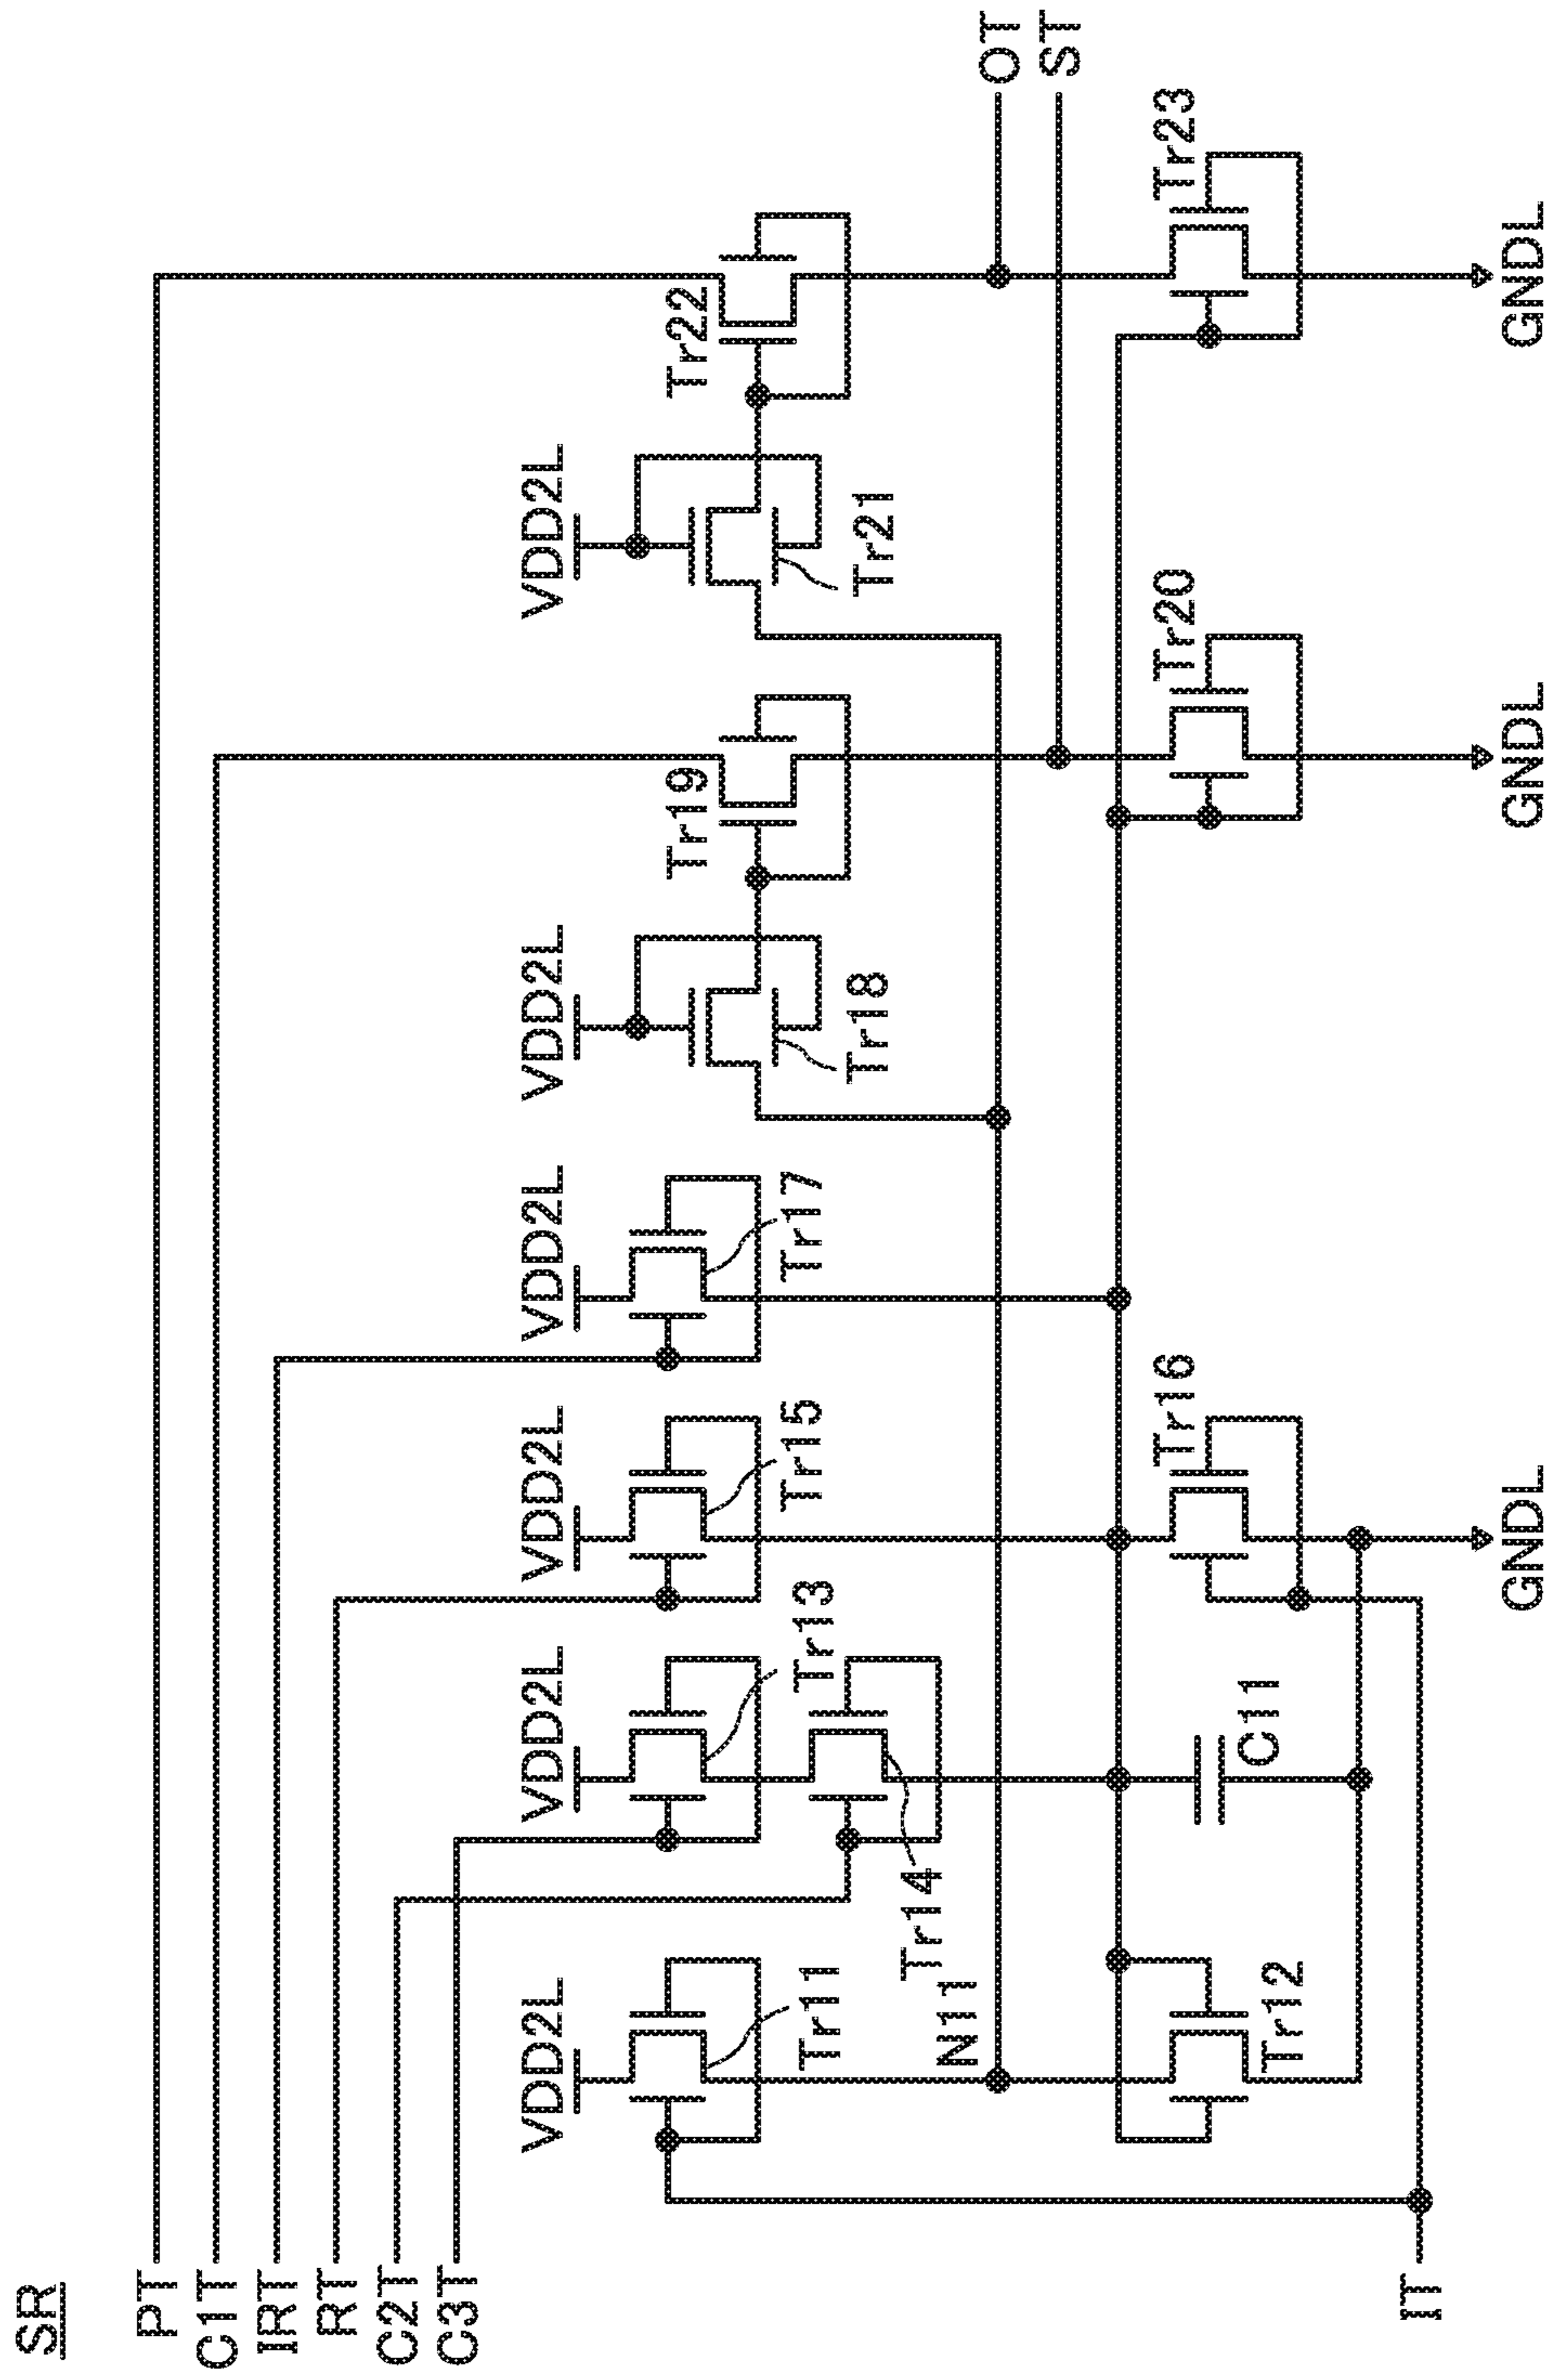 SR
PT
C1T
IRT
RT
C2T
C3T
IT
VDD2L
VDD2L
VDD2L
VDD2L
VDD2L
VDD2L
Tr11
Tr13
Tr15
Tr17
Tr18
Tr19
Tr21
Tr22
Tr14
N11
OT
ST
Tr12
C11
Tr16
Tr20
Tr23
GNDL
GNDL
GNDL